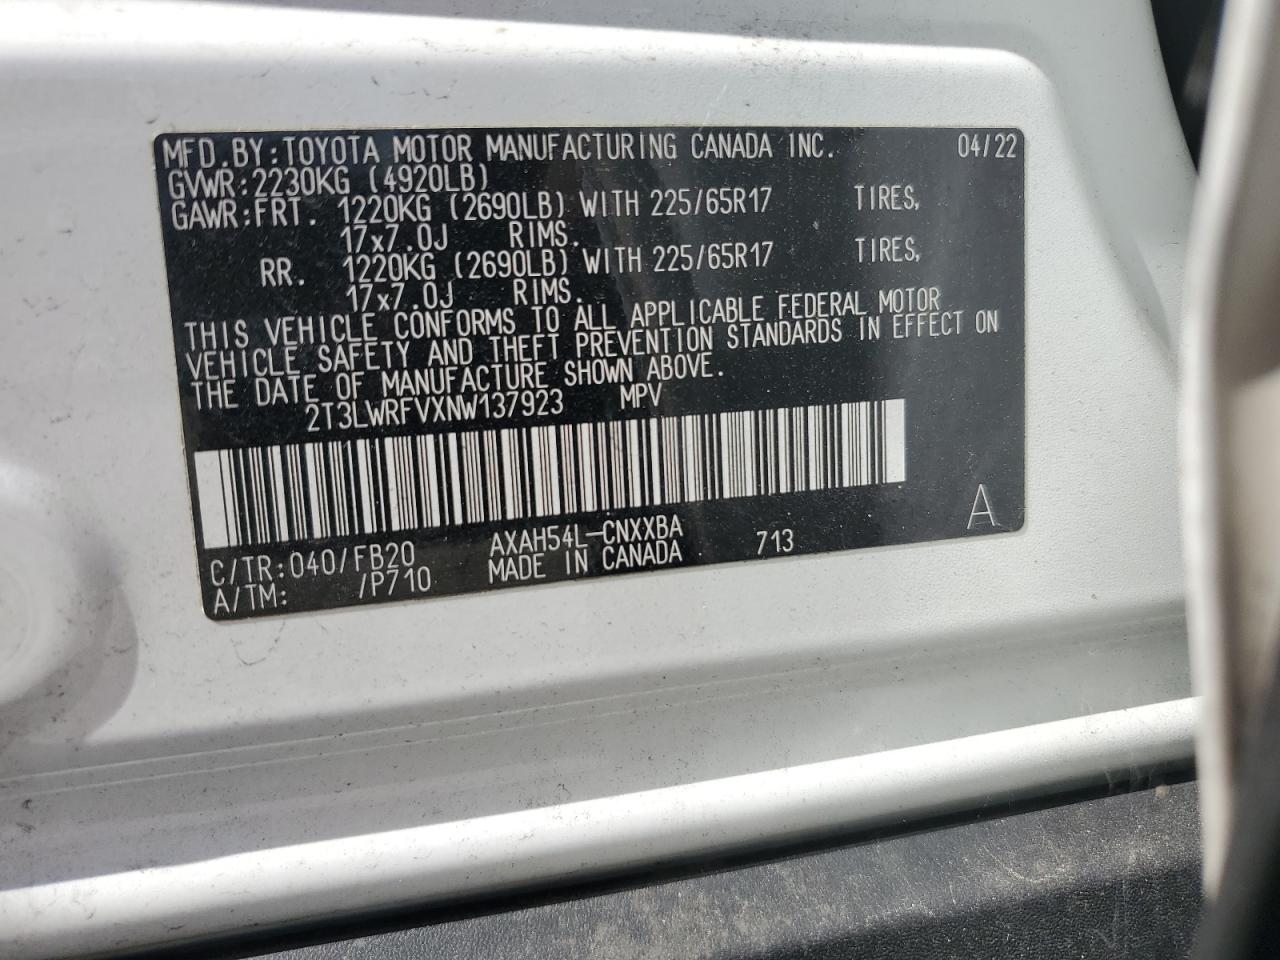 MFD.BY:TOYOTA MOTOR MANUFACTURING CANADA INC. 04/22
GVWR:2230KG (4920LB)
GAWR:FRT. 1220KG (2690LB) WITH 225/65R17 TIRES,
17x7.0J RIMS.
RR. 1220KG (2690LB) WITH 225/65R17 TIRES,
17x7.0J RIMS.
THIS VEHICLE CONFORMS TO ALL APPLICABLE FEDERAL MOTOR
VEHICLE SAFETY AND THEFT PREVENTION STANDARDS IN EFFECT ON
THE DATE OF MANUFACTURE SHOWN ABOVE.
2T3LWRFVXNW137923 MPV
A
C/TR:040/FB20 AXAH54L-CNXXBA 713
A/TM: /P710 MADE IN CANADA